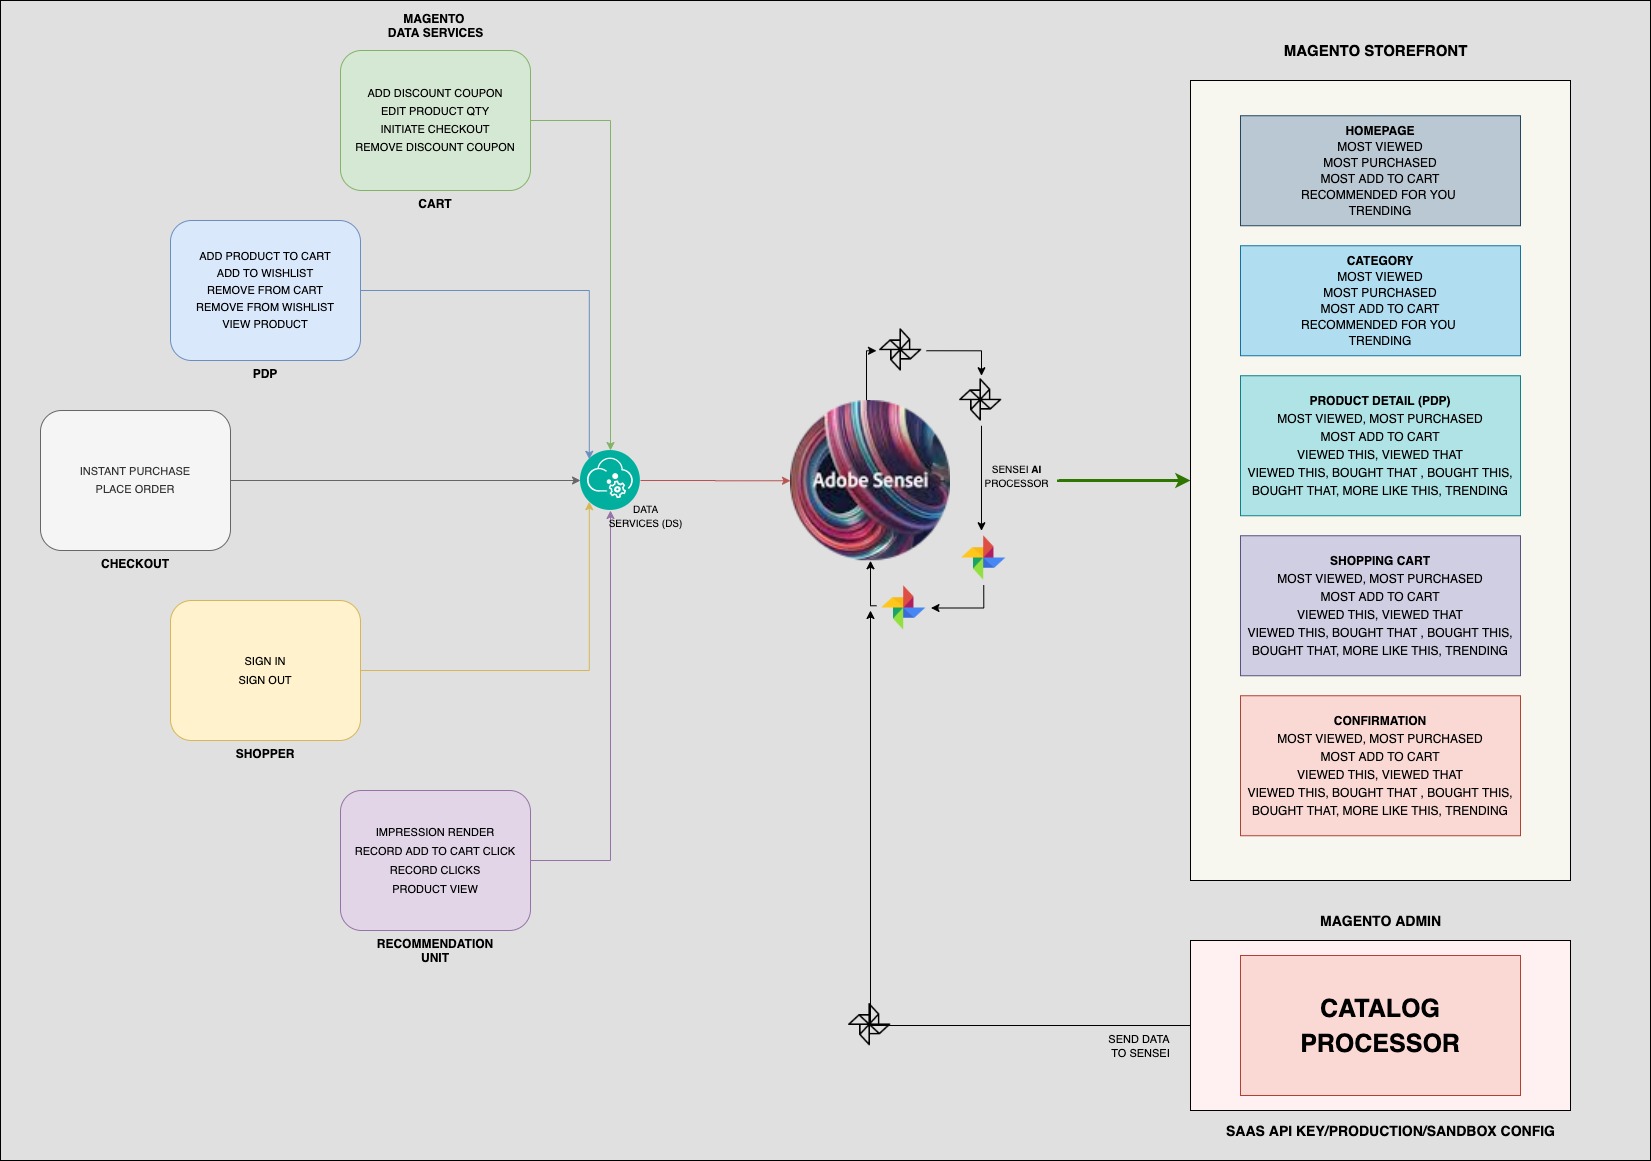 MAGENTO
DATA SERVICES
ADD DISCOUNT COUPON
EDIT PRODUCT QTY
INITIATE CHECKOUT
REMOVE DISCOUNT COUPON
CART
ADD PRODUCT TO CART
ADD TO WISHLIST
REMOVE FROM CART
REMOVE FROM WISHLIST
VIEW PRODUCT
PDP
INSTANT PURCHASE
PLACE ORDER
CHECKOUT
SIGN IN
SIGN OUT
SHOPPER
IMPRESSION RENDER
RECORD ADD TO CART CLICK
RECORD CLICKS
PRODUCT VIEW
RECOMMENDATION
UNIT
DATA
SERVICES (DS)
Adobe Sensei
SENSEI AI
PROCESSOR
MAGENTO STOREFRONT
HOMEPAGE
MOST VIEWED
MOST PURCHASED
MOST ADD TO CART
RECOMMENDED FOR YOU
TRENDING
CATEGORY
MOST VIEWED
MOST PURCHASED
MOST ADD TO CART
RECOMMENDED FOR YOU
TRENDING
PRODUCT DETAIL (PDP)
MOST VIEWED, MOST PURCHASED
MOST ADD TO CART
VIEWED THIS, VIEWED THAT
VIEWED THIS, BOUGHT THAT , BOUGHT THIS,
BOUGHT THAT, MORE LIKE THIS, TRENDING
SHOPPING CART
MOST VIEWED, MOST PURCHASED
MOST ADD TO CART
VIEWED THIS, VIEWED THAT
VIEWED THIS, BOUGHT THAT , BOUGHT THIS,
BOUGHT THAT, MORE LIKE THIS, TRENDING
CONFIRMATION
MOST VIEWED, MOST PURCHASED
MOST ADD TO CART
VIEWED THIS, VIEWED THAT
VIEWED THIS, BOUGHT THAT , BOUGHT THIS,
BOUGHT THAT, MORE LIKE THIS, TRENDING
MAGENTO ADMIN
CATALOG
PROCESSOR
SEND DATA
TO SENSEI
SAAS API KEY/PRODUCTION/SANDBOX CONFIG